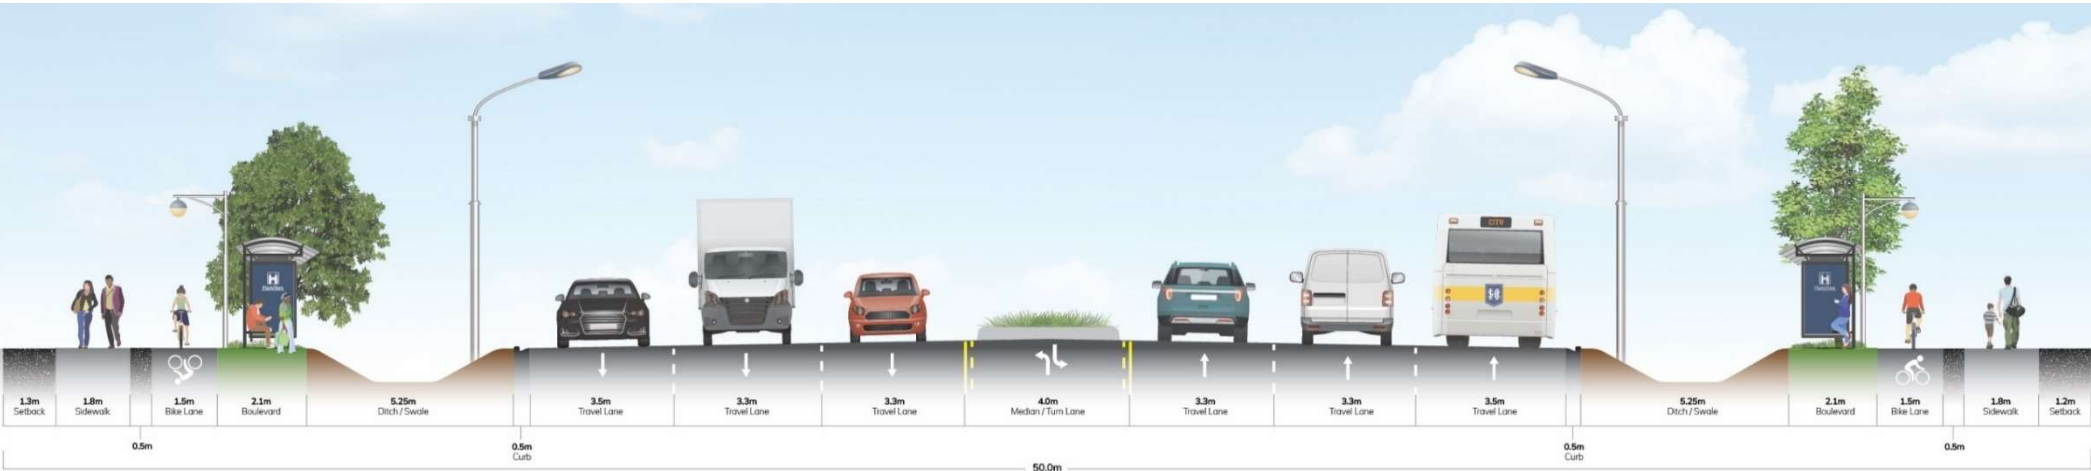 CITY
H
H
1.3m
Setback
1.8m
Sidewalk
1.5m
Bike Lane
2.1m
Boulevard
5.25m
Ditch / Swale
3.5m
Travel Lane
3.3m
Travel Lane
3.3m
Travel Lane
4.0m
Median / Turn Lane
3.3m
Travel Lane
3.3m
Travel Lane
3.5m
Travel Lane
5.25m
Ditch / Swale
2.1m
Boulevard
1.5m
Bike Lane
1.8m
Sidewalk
1.2m
Setback
0.5m
0.5m
Curb
0.5m
Curb
0.5m
50.0m